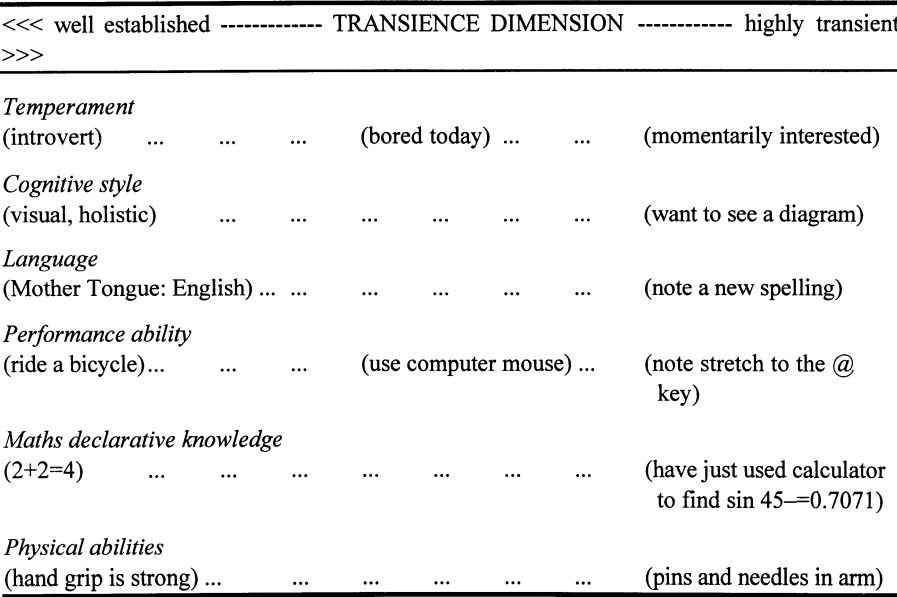 <<< well established ------------ TRANSIENCE DIMENSION ----------- highly transient
>>>
Temperament
(introvert) ... ... ... (bored today) ... ... (momentarily interested)
Cognitive style
(visual, holistic) ... ... ... ... ... ... (want to see a diagram)
Language
(Mother Tongue: English) ... ... ... ... ... ... (note a new spelling)
Performance ability
(ride a bicycle)... ... ... (use computer mouse) ... (note stretch to the @
key)
Maths declarative knowledge
(2+2=4) ... ... ... ... ... ... ... (have just used calculator
to find sin 45–=0.7071)
Physical abilities
(hand grip is strong) ... ... ... ... ... ... (pins and needles in arm)